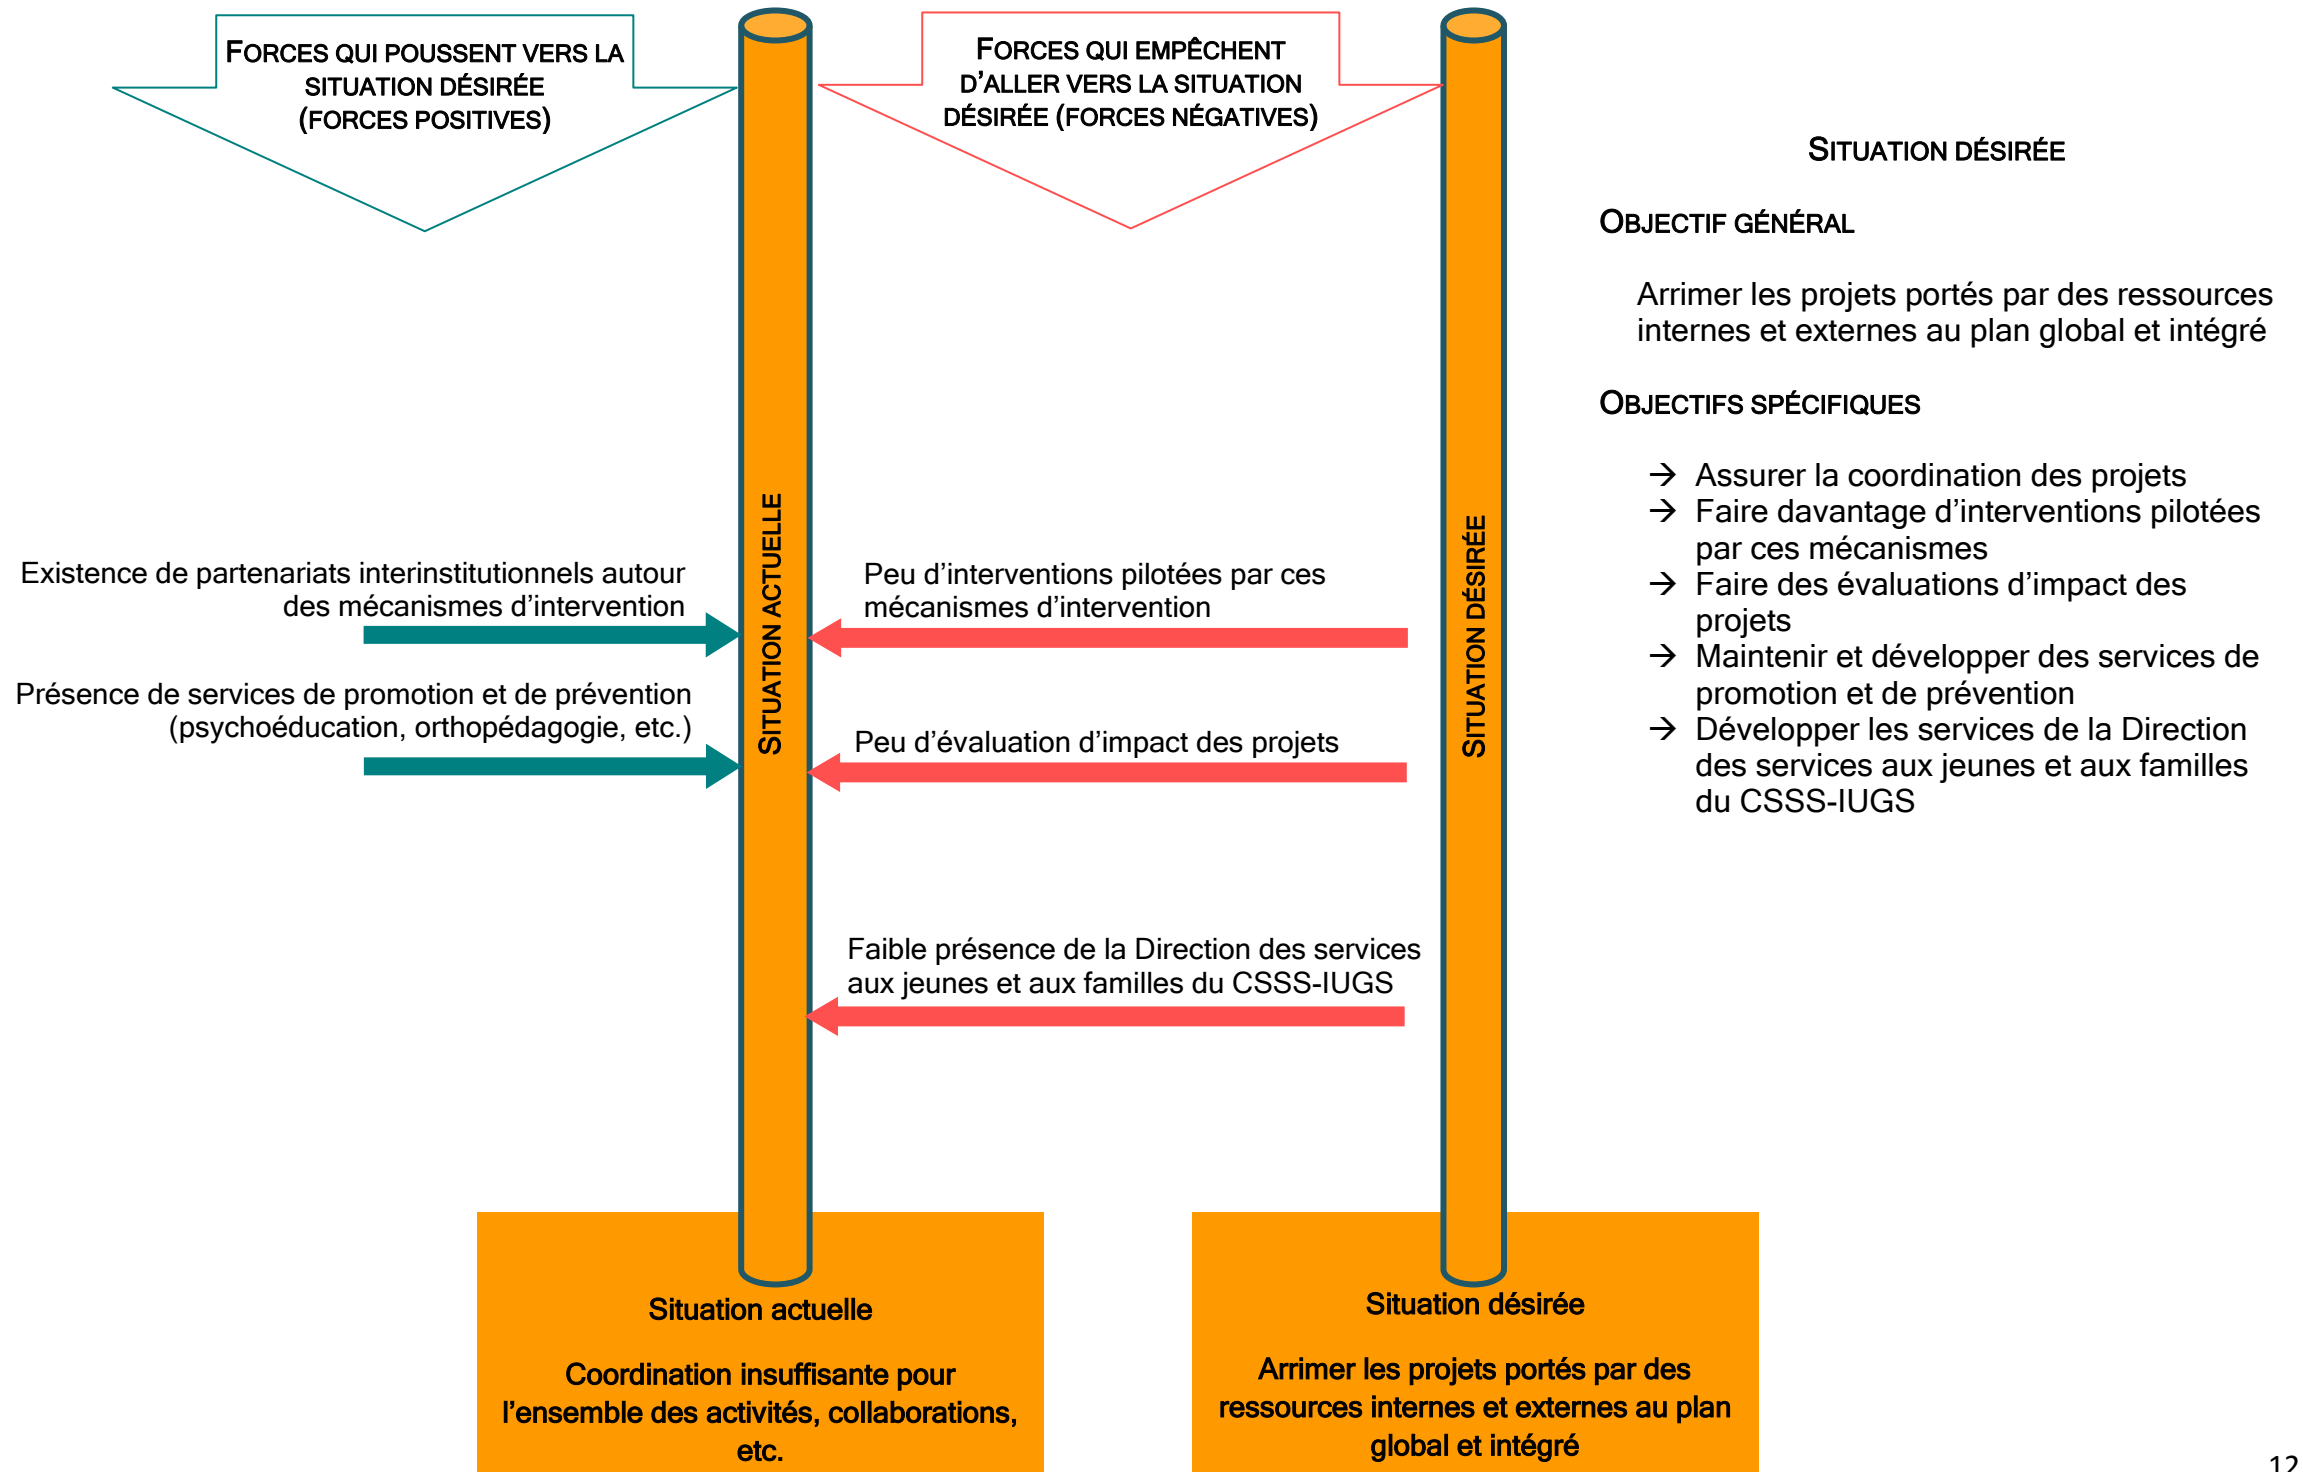 FORCES QUI POUSSENT VERS LA
SITUATION DÉSIRÉE
(FORCES POSITIVES)
FORCES QUI EMPÊCHENT
D’ALLER VERS LA SITUATION
DÉSIRÉE (FORCES NÉGATIVES)
SITUATION DÉSIRÉE
OBJECTIF GÉNÉRAL
Arrimer les projets portés par des ressources
internes et externes au plan global et intégré
OBJECTIFS SPÉCIFIQUES
→ Assurer la coordination des projets
→ Faire davantage d’interventions pilotées
par ces mécanismes
→ Faire des évaluations d’impact des
projets
→ Maintenir et développer des services de
promotion et de prévention
→ Développer les services de la Direction
des services aux jeunes et aux familles
du CSSS-IUGS
Existence de partenariats interinstitutionnels autour
des mécanismes d’intervention
Présence de services de promotion et de prévention
(psychoéducation, orthopédagogie, etc.)
SITUATION ACTUELLE
Peu d’interventions pilotées par ces
mécanismes d’intervention
Peu d’évaluation d’impact des projets
Faible présence de la Direction des services
aux jeunes et aux familles du CSSS-IUGS
SITUATION DÉSIRÉE
Situation actuelle
Coordination insuffisante pour
l’ensemble des activités, collaborations,
etc.
Situation désirée
Arrimer les projets portés par des
ressources internes et externes au plan
global et intégré
12